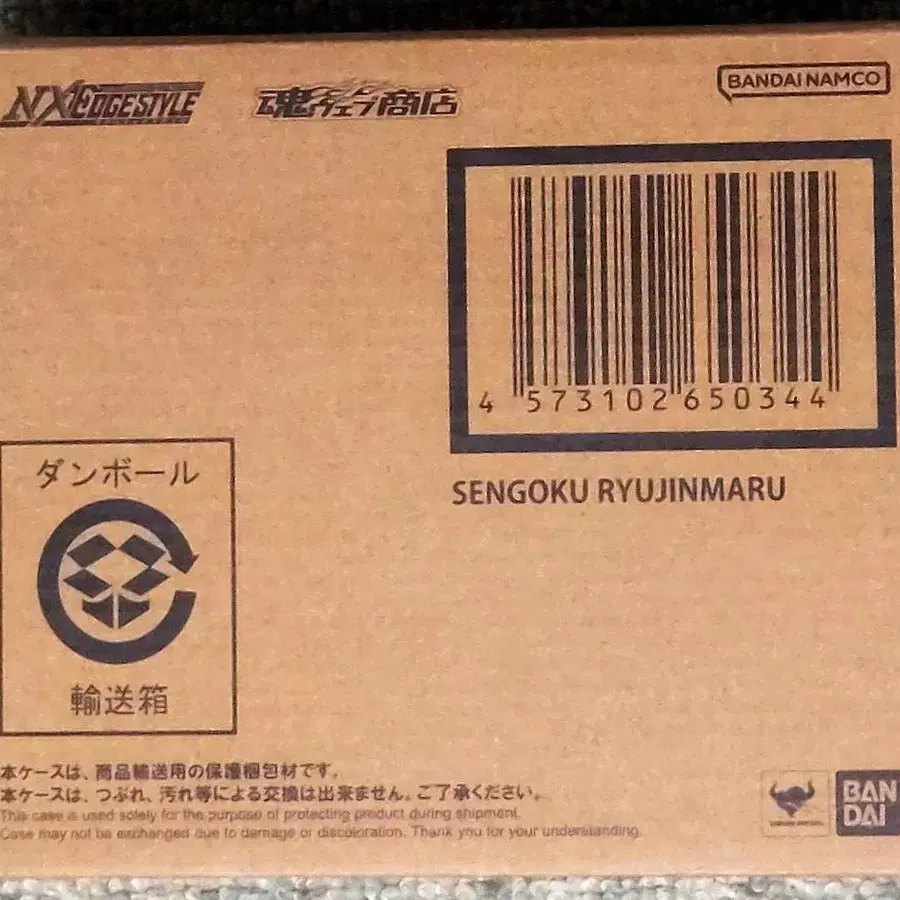 NXEDGESTYLE
魂ウェブ商店
BANDAI NAMCO
4 573102 650344
SENGOKU RYUJINMARU
ダンボール
輸送箱
本ケースは、商品輸送用の保護梱包材です。
本ケースは、つぶれ、汚れ等による交換は出来ません。ご了承ください。
This case is used solely for the purpose of protecting product during shipment.
Case may not be exchanged due to damage or discoloration. Thank you for your understanding.
BAN
DAI